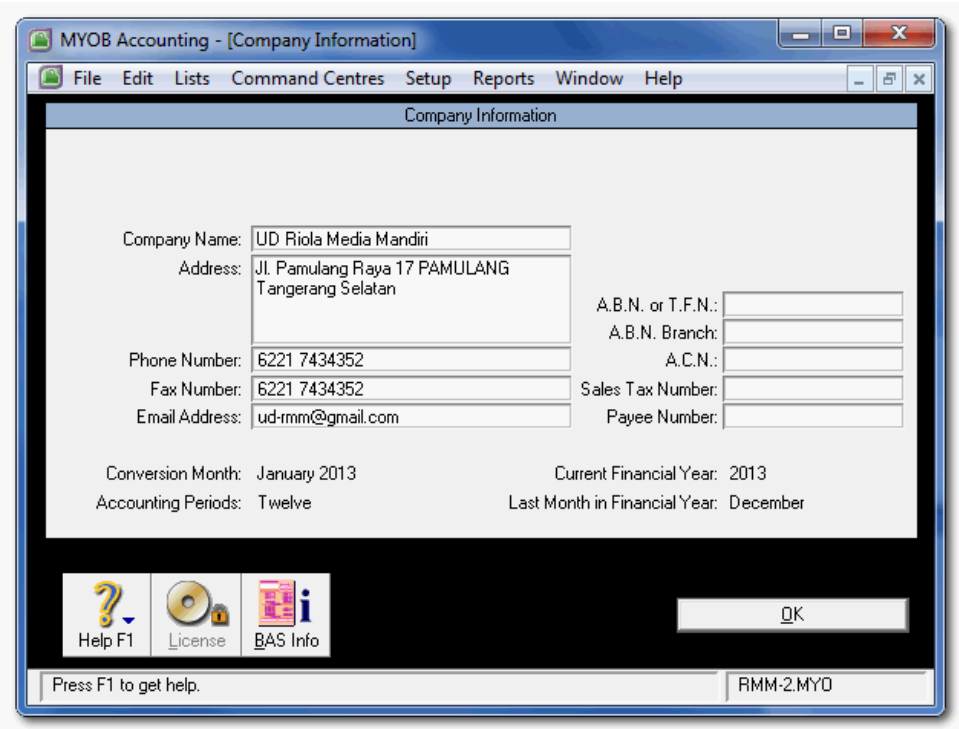 MYOB Accounting - [Company Information]
File Edit Lists Command Centres Setup Reports Window Help
Company Information
Company Name: UD Riola Media Mandiri
Address: Jl. Pamulang Raya 17 PAMULANG
Tangerang Selatan
A.B.N. or T.F.N.:
A.B.N. Branch:
Phone Number: 6221 7434352
A.C.N.:
Fax Number: 6221 7434352
Sales Tax Number:
Email Address: ud-rmm@gmail.com
Payee Number:
Conversion Month: January 2013
Current Financial Year: 2013
Accounting Periods: Twelve
Last Month in Financial Year: December
Help F1
License
BAS Info
OK
Press F1 to get help.
RMM-2.MYO